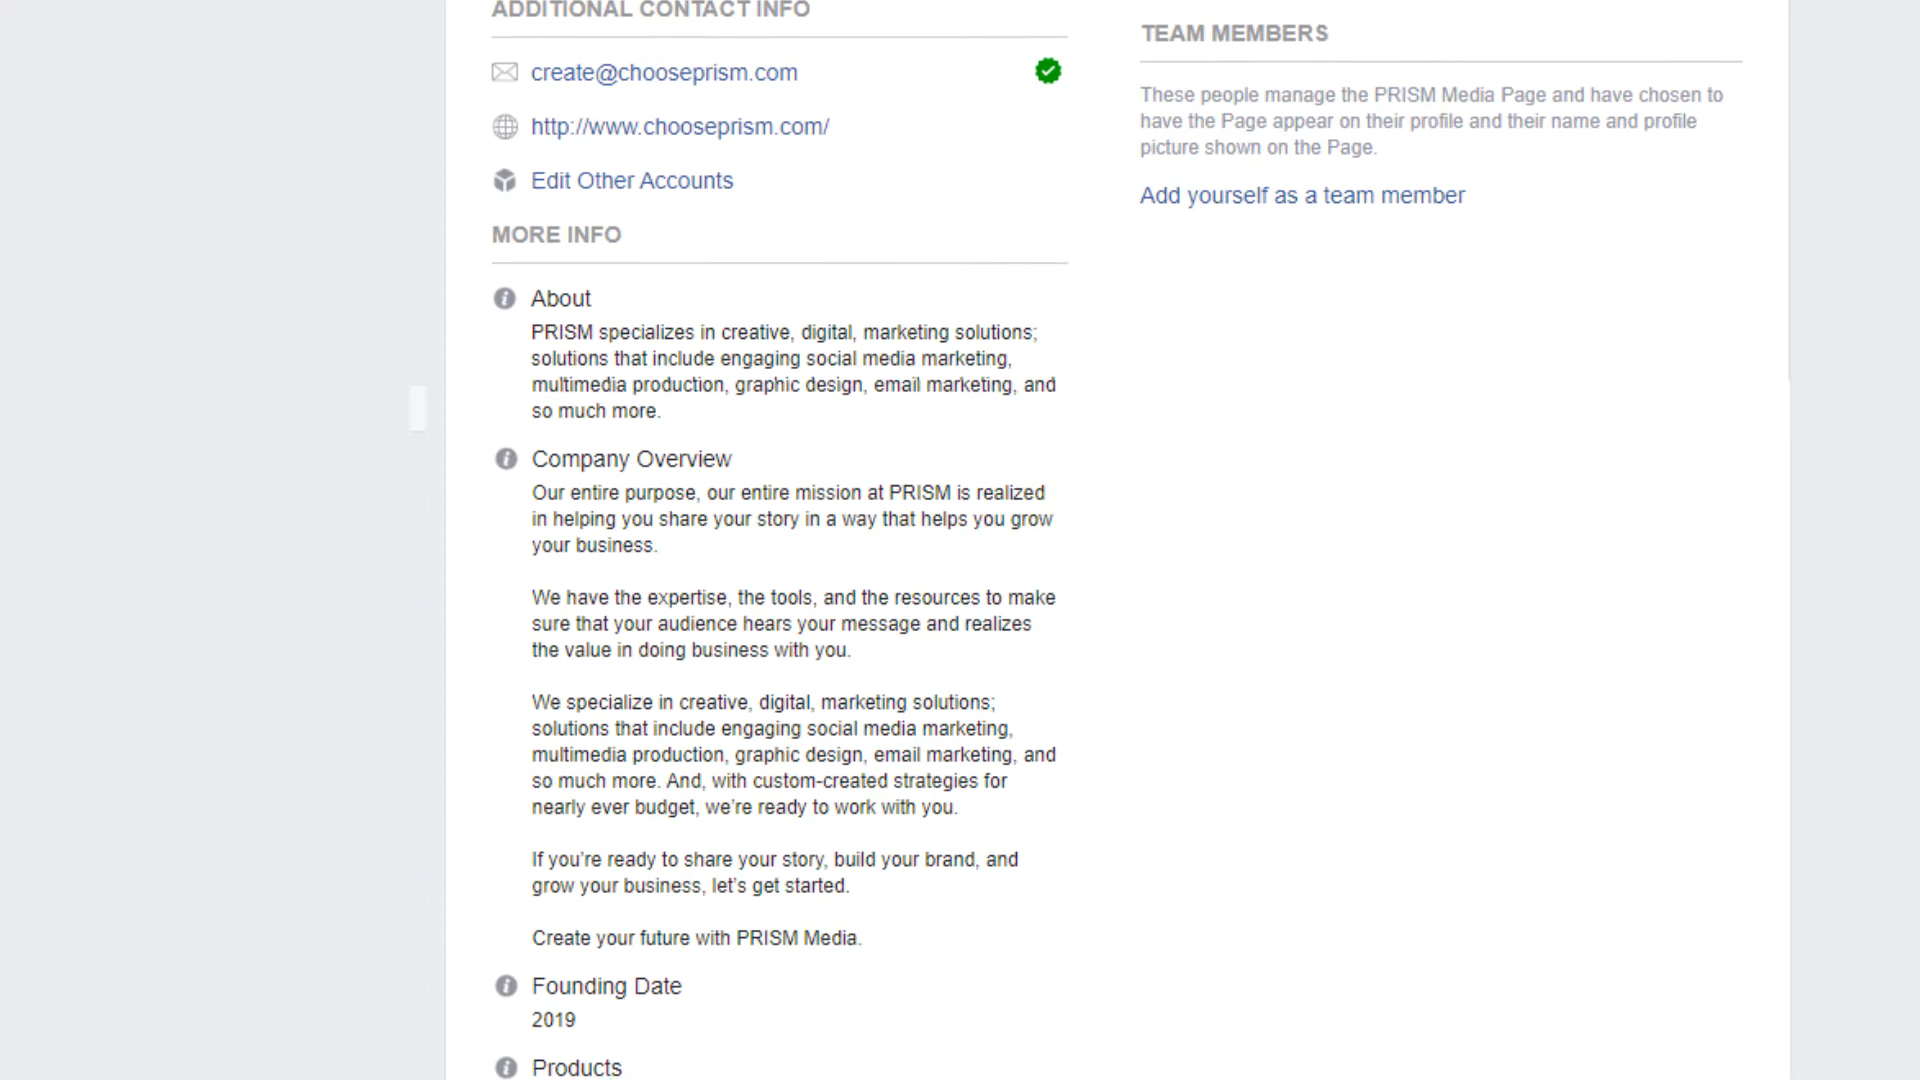 ADDITIONAL CONTACT INFO
create@chooseprism.com
http://www.chooseprism.com/
Edit Other Accounts
MORE INFO
About
PRISM specializes in creative, digital, marketing solutions;
solutions that include engaging social media marketing,
multimedia production, graphic design, email marketing, and
so much more.
Company Overview
Our entire purpose, our entire mission at PRISM is realized
in helping you share your story in a way that helps you grow
your business.
We have the expertise, the tools, and the resources to make
sure that your audience hears your message and realizes
the value in doing business with you.
We specialize in creative, digital, marketing solutions;
solutions that include engaging social media marketing,
multimedia production, graphic design, email marketing, and
so much more. And, with custom-created strategies for
nearly ever budget, we’re ready to work with you.
If you’re ready to share your story, build your brand, and
grow your business, let’s get started.
Create your future with PRISM Media.
Founding Date
2019
Products
TEAM MEMBERS
These people manage the PRISM Media Page and have chosen to
have the Page appear on their profile and their name and profile
picture shown on the Page.
Add yourself as a team member